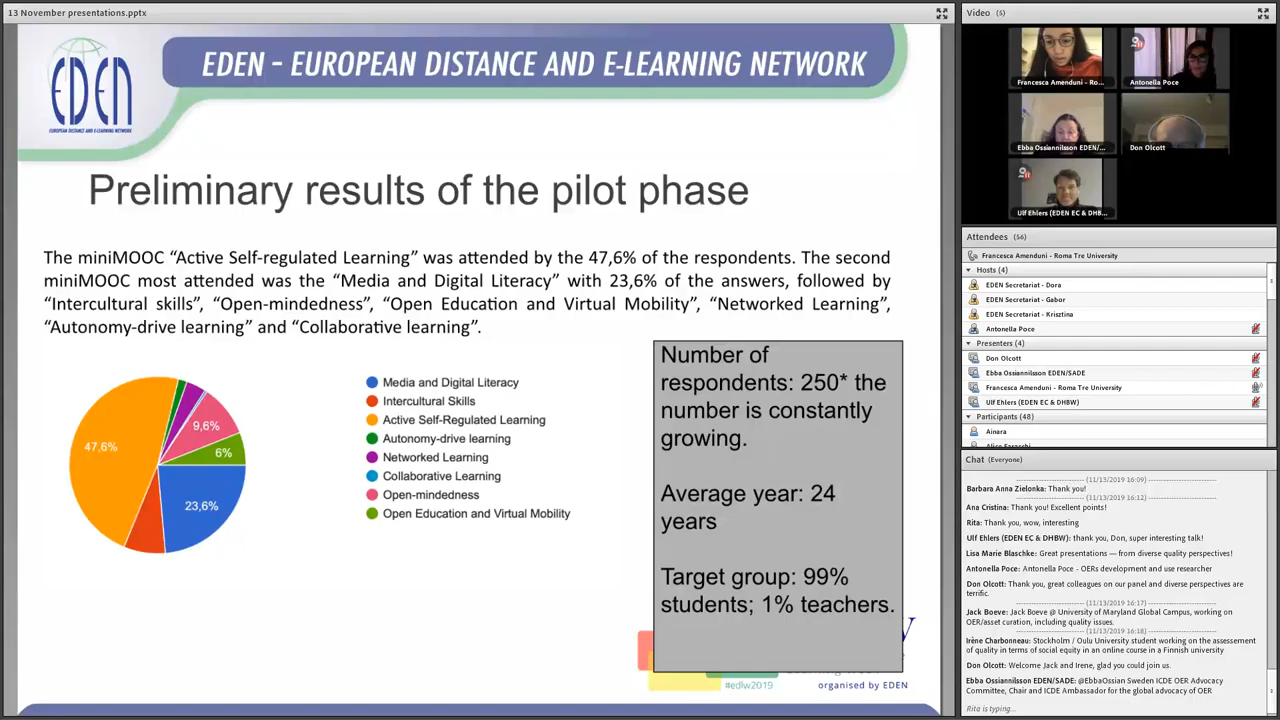 13 November presentations.pptx
EDEN
EUROPEAN DISTANCE AND E-LEARNING NETWORK
EDEN – EUROPEAN DISTANCE AND E-LEARNING NETWORK
Preliminary results of the pilot phase
The miniMOOC “Active Self-regulated Learning” was attended by the 47,6% of the respondents. The second
miniMOOC most attended was the “Media and Digital Literacy” with 23,6% of the answers, followed by
“Intercultural skills”, “Open-mindedness”, “Open Education and Virtual Mobility”, “Networked Learning”,
“Autonomy-drive learning” and “Collaborative learning”.
47,6%
9,6%
6%
23,6%
Media and Digital Literacy
Intercultural Skills
Active Self-Regulated Learning
Autonomy-drive learning
Networked Learning
Collaborative Learning
Open-mindedness
Open Education and Virtual Mobility
Number of
respondents: 250* the
number is constantly
growing.
Average year: 24
years
Target group: 99%
students; 1% teachers.
#edlw2019
organised by EDEN
Video (5)
Francesca Amenduni - Ro...
Antonella Poce
Ebba Ossiannilsson EDEN/...
Don Olcott
Ulf Ehlers (EDEN EC & DHB...
Attendees (56)
Francesca Amenduni - Roma Tre University
Hosts (4)
EDEN Secretariat - Dora
EDEN Secretariat - Gabor
EDEN Secretariat - Krisztina
Antonella Poce
Presenters (4)
Don Olcott
Ebba Ossiannilsson EDEN/SADE
Francesca Amenduni - Roma Tre University
Ulf Ehlers (EDEN EC & DHBW)
Participants (48)
Ainara
Chat (Everyone)
(11/13/2019 16:09)
Barbara Anna Zielonka: Thank you!
(11/13/2019 16:12)
Ana Cristina: Thank you! Excellent points!
Rita: Thank you, wow, interesting
Ulf Ehlers (EDEN EC & DHBW): thank you, Don, super interesting talk!
Lisa Marie Blaschke: Great presentations — from diverse quality perspectives!
Antonella Poce: Antonella Poce - OERs development and use researcher
Don Olcott: Thank you, great colleagues on our panel and diverse perspectives are
terrific.
(11/13/2019 16:17)
Jack Boeve: Jack Boeve @ University of Maryland Global Campus, working on
OER/asset curation, including quality issues.
(11/13/2019 16:18)
Irène Charbonneau: Stockholm / Oulu University student working on the assessement
of quality in terms of social equity in an online course in a Finnish university
Don Olcott: Welcome Jack and Irene, glad you could join us.
Ebba Ossiannilsson EDEN/SADE: @EbbaOssian Sweden ICDE OER Advocacy
Committee, Chair and ICDE Ambassador for the global advocacy of OER
Rita is typing...